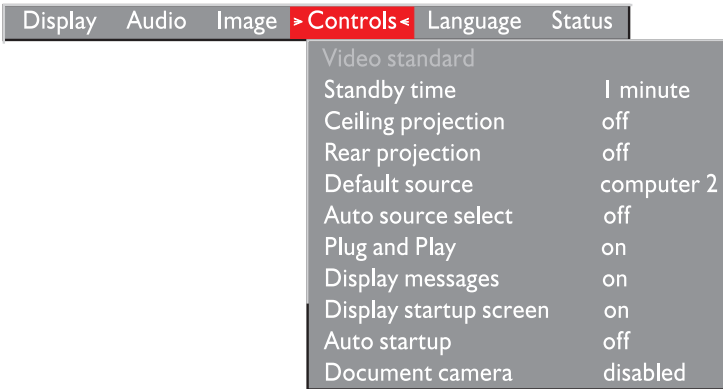 Display Audio Image >Controls< Language Status
Video standard
Standby time 1 minute
Ceiling projection off
Rear projection off
Default source computer 2
Auto source select off
Plug and Play on
Display messages on
Display startup screen on
Auto startup off
Document camera disabled